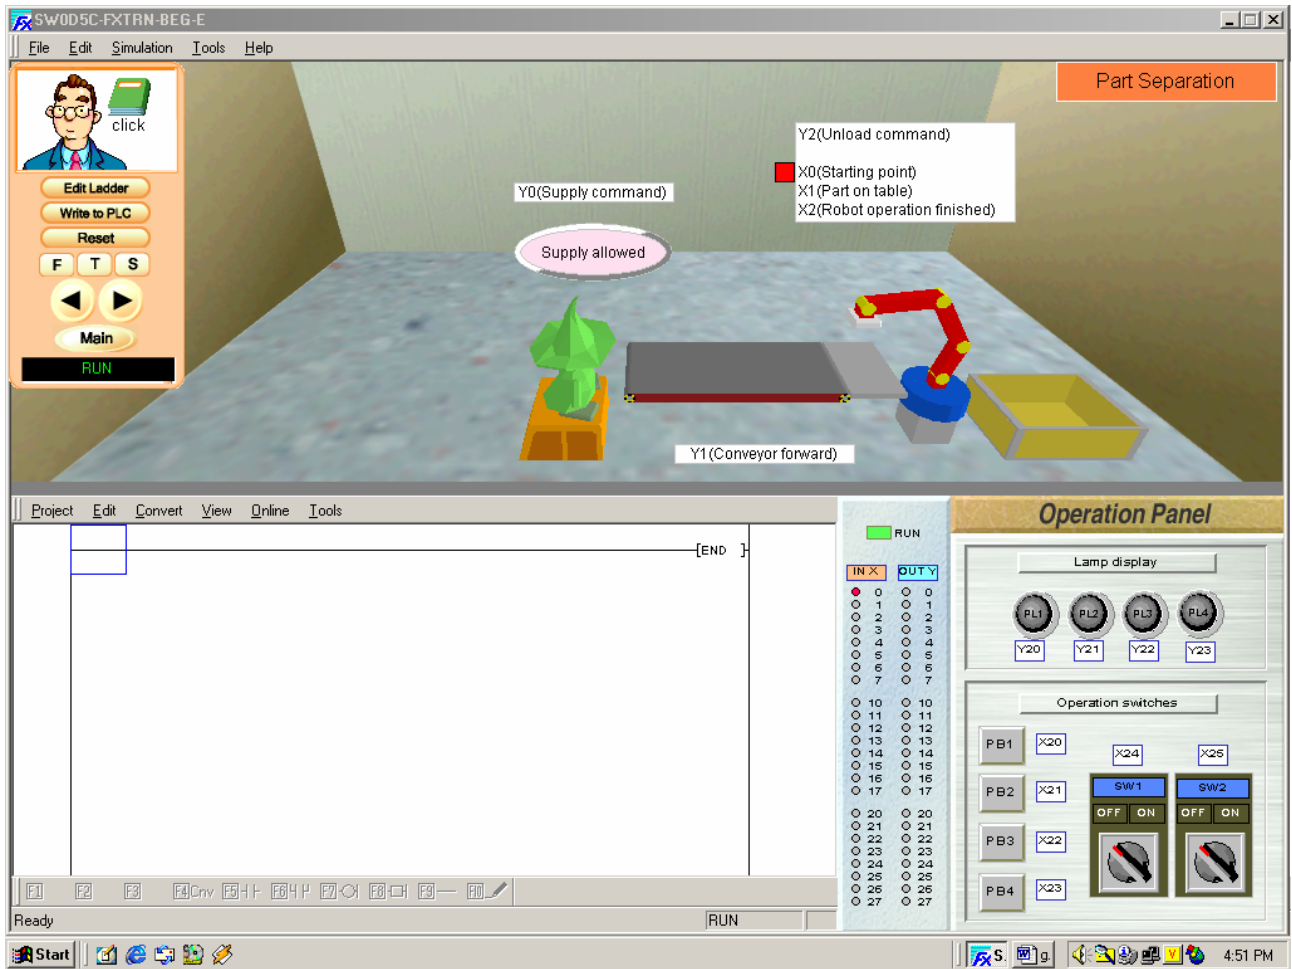 SW0D5C-FXTRN-BEG-E
File Edit Simulation Tools Help
click
Edit Ladder
Write to PLC
Reset
F T S
Main
RUN
Part Separation
Y2(Unload command)
X0(Starting point)
X1(Part on table)
X2(Robot operation finished)
Y0(Supply command)
Supply allowed
Y1(Conveyor forward)
Project Edit Convert View Online Tools
[END ]
F1 F2 F3 F4Cnv F5 F6 F7 F8 F9 F10
Ready RUN
RUN
IN X OUT Y
0 0
1 1
2 2
3 3
4 4
5 5
6 6
7 7
10 10
11 11
12 12
13 13
14 14
15 15
16 16
17 17
20 20
21 21
22 22
23 23
24 24
25 25
26 26
27 27
Operation Panel
Lamp display
PL1 PL2 PL3 PL4
Y20 Y21 Y22 Y23
Operation switches
PB1 X20
PB2 X21
PB3 X22
PB4 X23
X24 X25
SW1 SW2
OFF ON OFF ON
Start FX S. g. V 4:51 PM